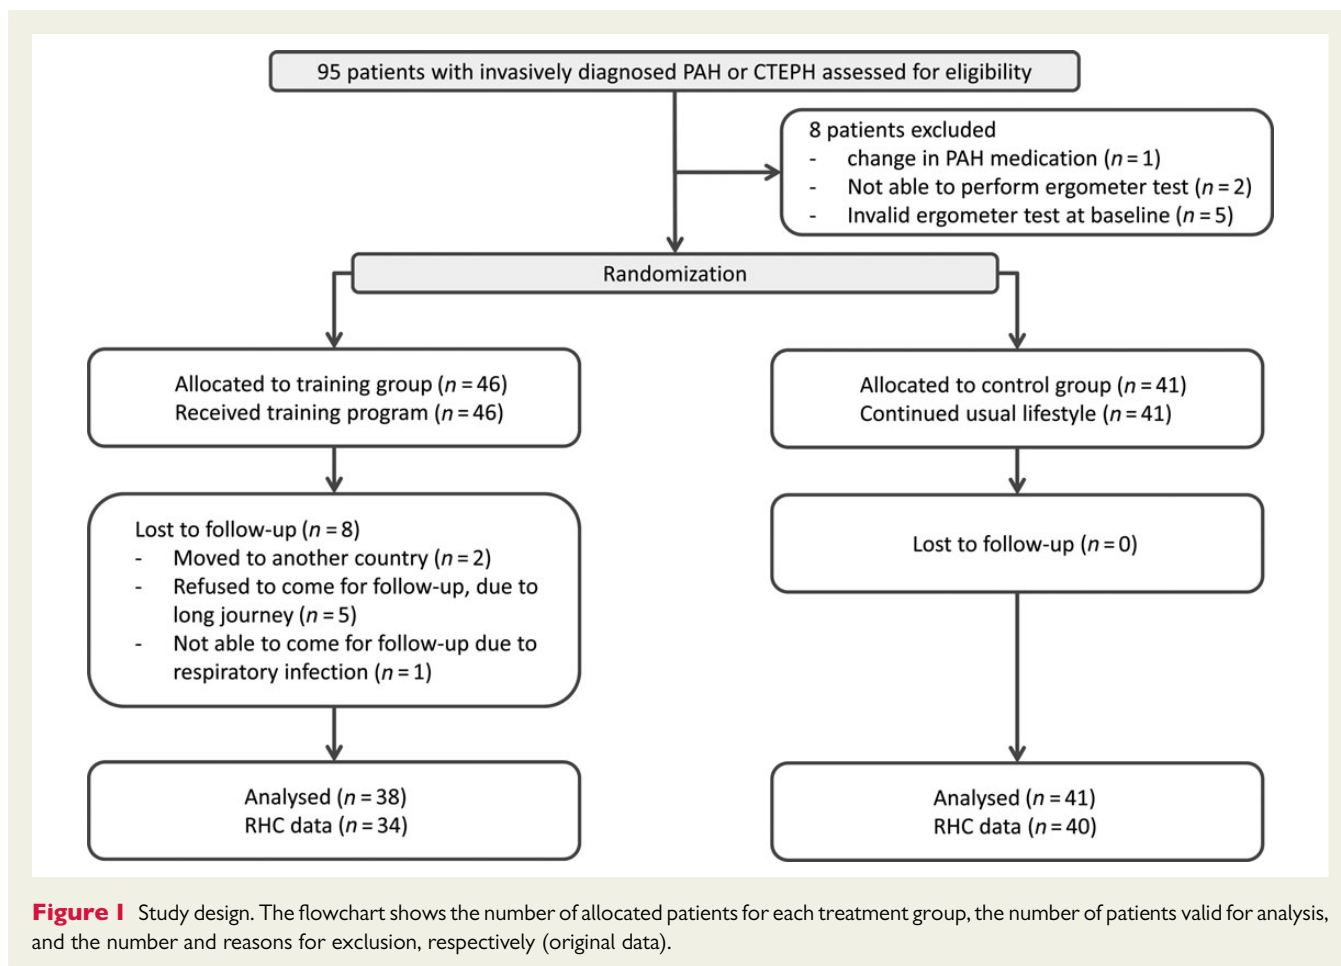 95 patients with invasively diagnosed PAH or CTEPH assessed for eligibility
8 patients excluded
- change in PAH medication (n = 1)
- Not able to perform ergometer test (n = 2)
- Invalid ergometer test at baseline (n = 5)
Randomization
Allocated to training group (n = 46)
Received training program (n = 46)
Allocated to control group (n = 41)
Continued usual lifestyle (n = 41)
Lost to follow-up (n = 8)
- Moved to another country (n = 2)
- Refused to come for follow-up, due to
long journey (n = 5)
- Not able to come for follow-up due to
respiratory infection (n = 1)
Lost to follow-up (n = 0)
Analysed (n = 38)
RHC data (n = 34)
Analysed (n = 41)
RHC data (n = 40)
Figure 1 Study design. The flowchart shows the number of allocated patients for each treatment group, the number of patients valid for analysis,
and the number and reasons for exclusion, respectively (original data).